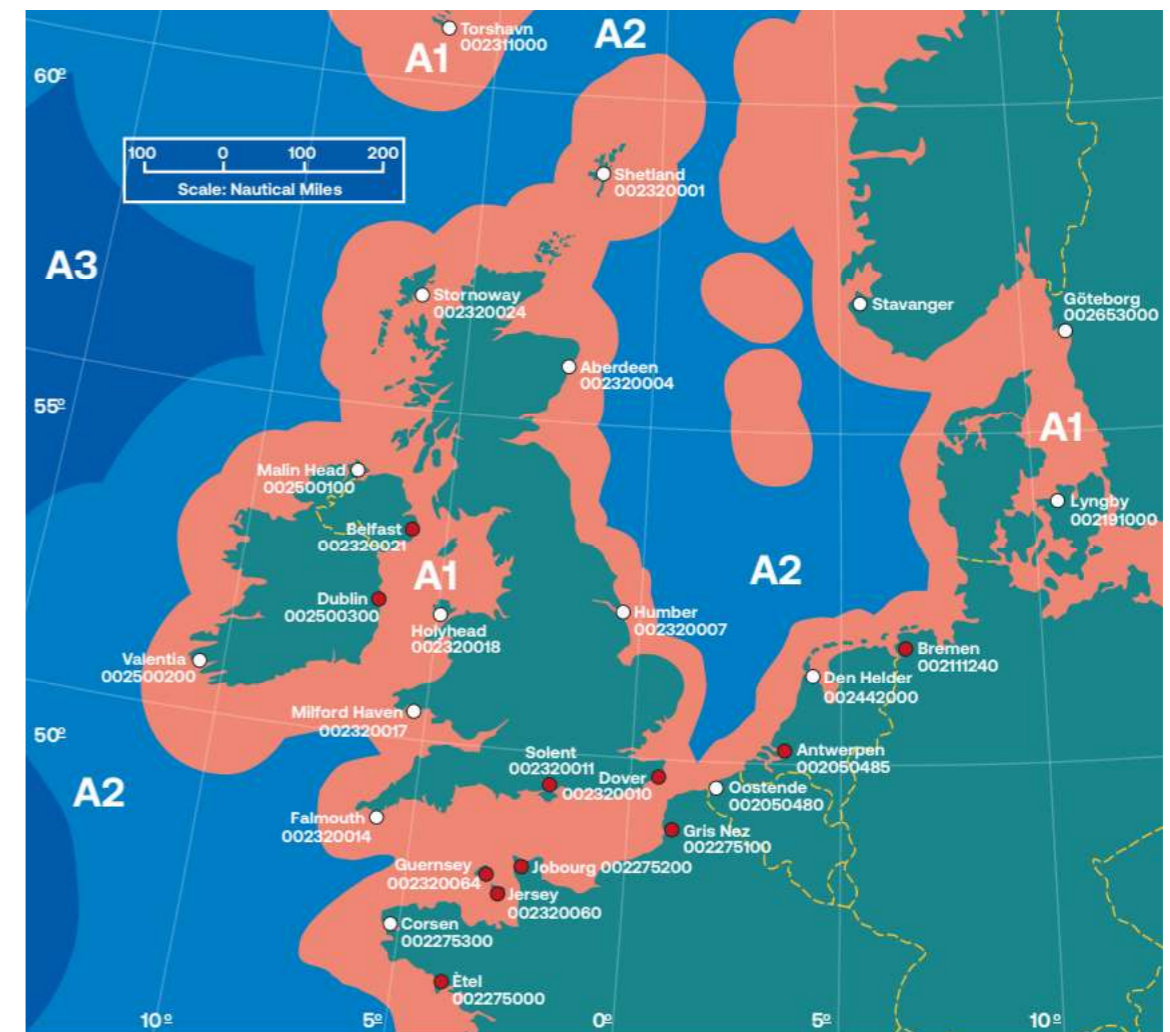 Torshavn
002311000
A1
A2
60º
100 0 100 200
Scale: Nautical Miles
Shetland
002320001
A3
Stornoway
002320024
Stavanger
Göteborg
002653000
Aberdeen
002320004
55º
A1
Malin Head
002500100
Lyngby
002191000
Belfast
002320021
A1
A2
Dublin
002500300
Holyhead
002320018
Humber
002320007
Valentia
002500200
Bremen
002111240
Den Helder
002442000
Milford Haven
002320017
50º
Solent
002320011
Antwerpen
002050485
Dover
002320010
A2
Oostende
002050480
Falmouth
002320014
Gris Nez
002275100
Guernsey
002320064
Jobourg 002275200
Jersey
002320060
Corsen
002275300
Ètel
002275000
10º 5º 0º 5º 10º